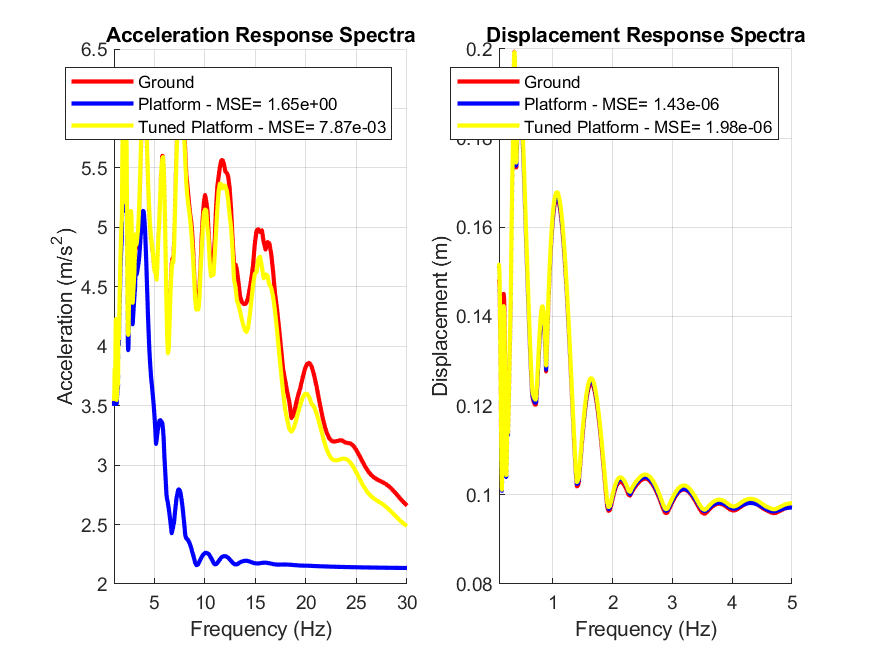 Acceleration Response Spectra
6.5
5.5
5
4.5
4
3.5
3
2.5
2
5
10
15
20
25
30
Acceleration (m/s²)
Frequency (Hz)
Ground
Platform - MSE= 1.65e+00
Tuned Platform - MSE= 7.87e-03
Displacement Response Spectra
0.2
0.16
0.14
0.12
0.1
0.08
1
2
3
4
5
Displacement (m)
Frequency (Hz)
Ground
Platform - MSE= 1.43e-06
Tuned Platform - MSE= 1.98e-06